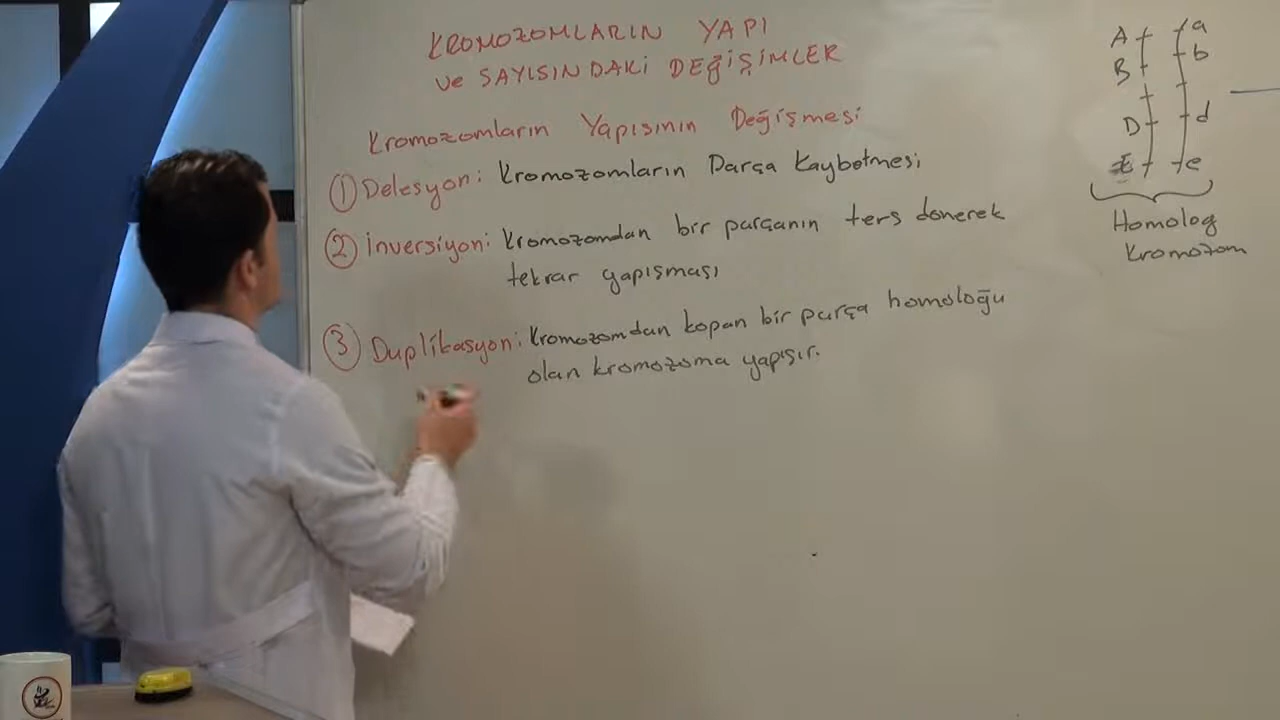 KROMOZOMLARIN YAPI
ve SAYISINDAKİ DEĞİŞİMLER
Kromozomların Yapısının Değişmesi
① Delesyon: Kromozomların Parça Kaybetmesi
② inversiyon: Kromozomdan bir parçanın ters dönerek
tekrar yapışması
③ Duplikasyon: Kromozomdan kopan bir parça homoloğu
olan kromozoma yapışır.
A a
B b
D d
E e
Homolog
Kromozom